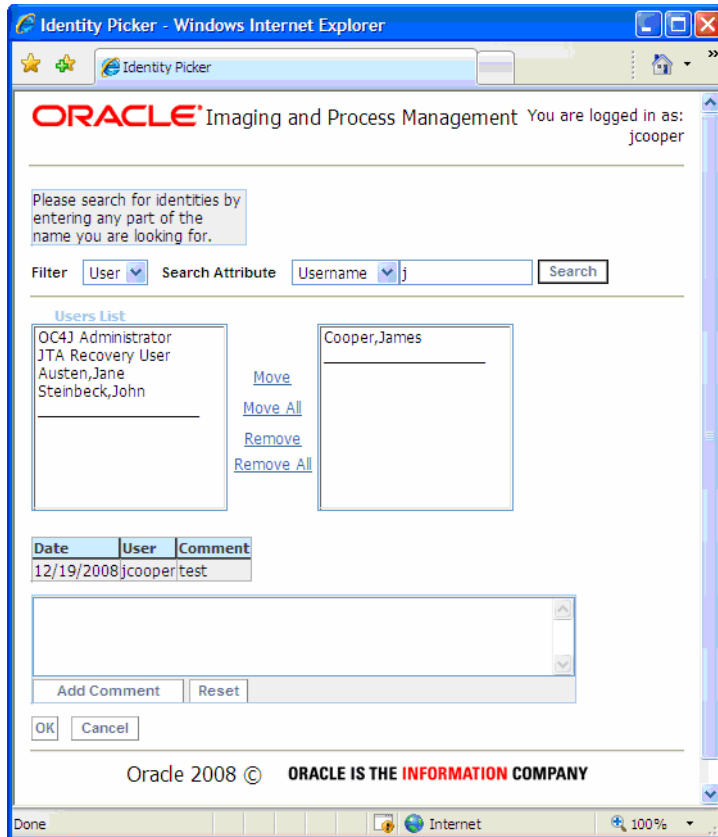 Identity Picker - Windows Internet Explorer
Identity Picker
»
ORACLE® Imaging and Process Management You are logged in as:
jcooper
Please search for identities by
entering any part of the
name you are looking for.
Filter User Search Attribute Username j Search
Users List
OC4J Administrator Cooper,James
JTA Recovery User
Austen,Jane
Steinbeck,John
Move
Move All
Remove
Remove All
Date User Comment
12/19/2008 jcooper test
Add Comment Reset
OK Cancel
Oracle 2008 © ORACLE IS THE INFORMATION COMPANY
Done Internet 100%